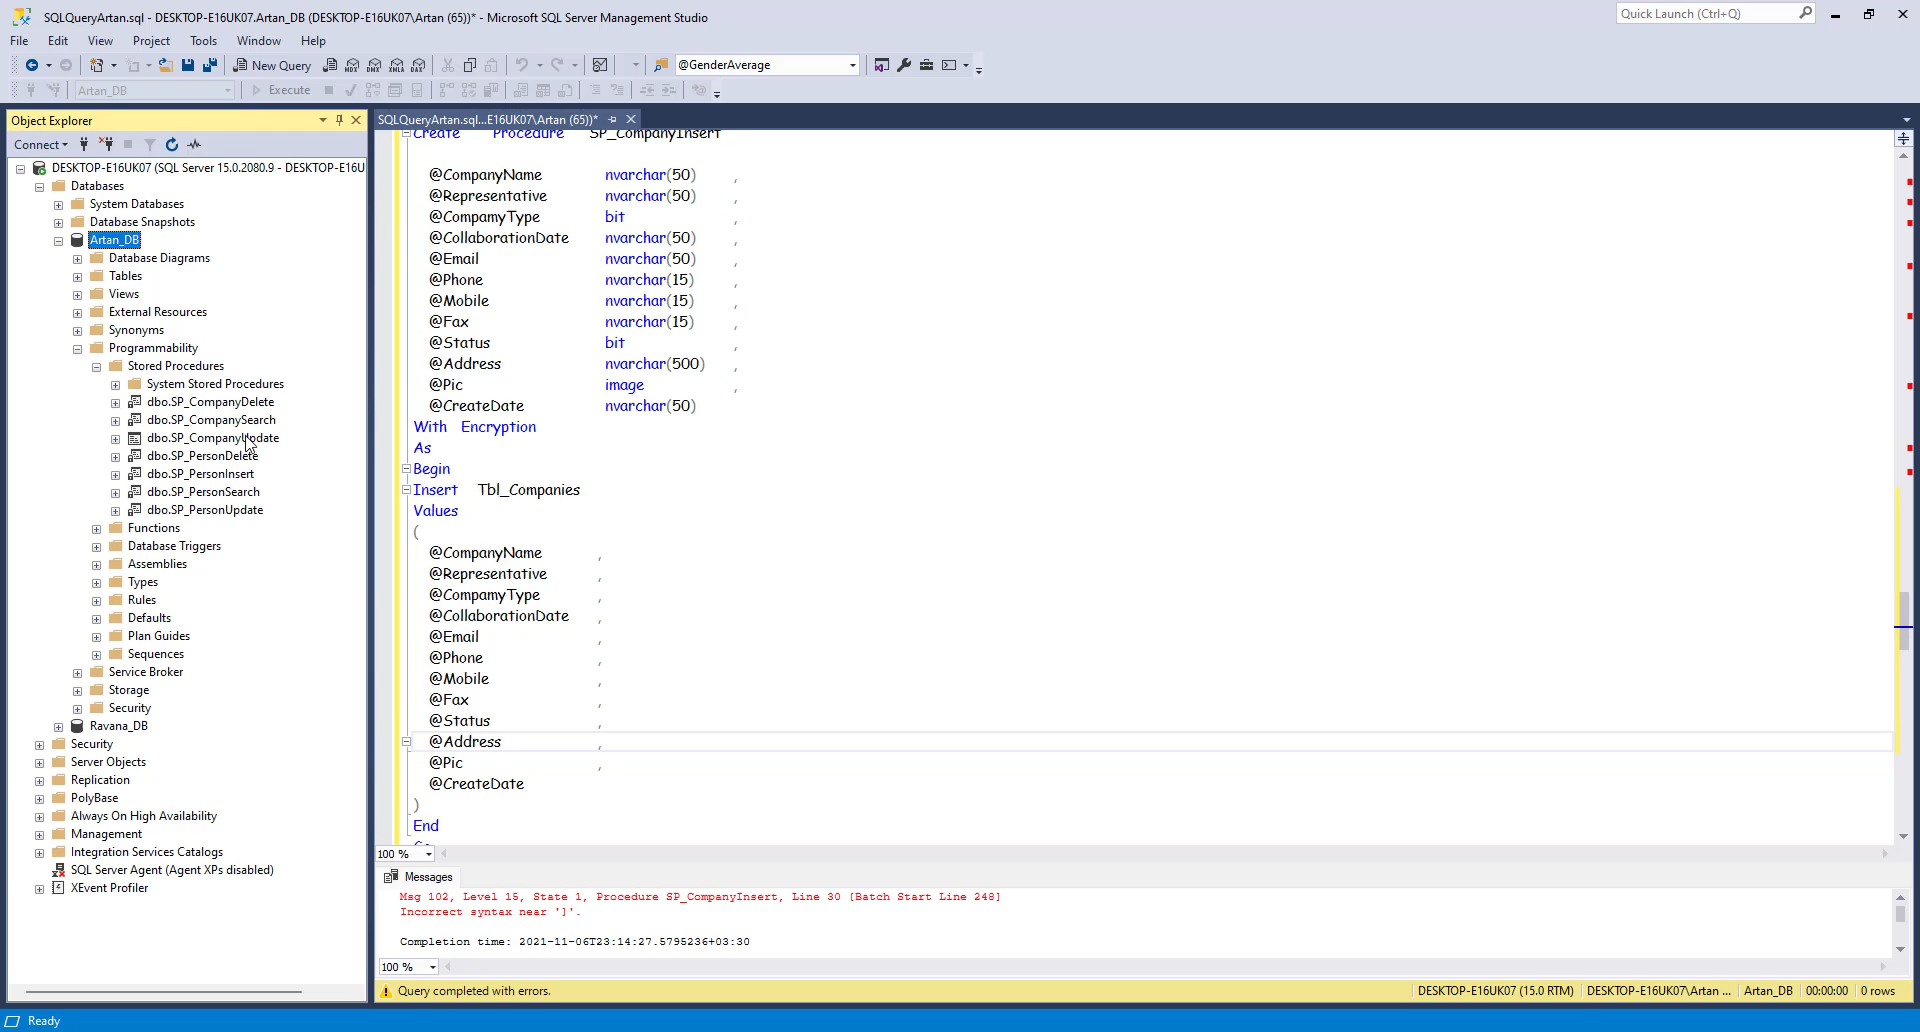 SQLQueryArtan.sql - DESKTOP-E16UK07.Artan_DB (DESKTOP-E16UK07\Artan (65))* - Microsoft SQL Server Management Studio
Quick Launch (Ctrl+Q)
File Edit View Project Tools Window Help
New Query
@GenderAverage
Artan_DB
Execute
Object Explorer
Connect
DESKTOP-E16UK07 (SQL Server 15.0.2080.9 - DESKTOP-E16U
Databases
System Databases
Database Snapshots
Artan_DB
Database Diagrams
Tables
Views
External Resources
Synonyms
Programmability
Stored Procedures
System Stored Procedures
dbo.SP_CompanyDelete
dbo.SP_CompanySearch
dbo.SP_CompanyUpdate
dbo.SP_PersonDelete
dbo.SP_PersonInsert
dbo.SP_PersonSearch
dbo.SP_PersonUpdate
Functions
Database Triggers
Assemblies
Types
Rules
Defaults
Plan Guides
Sequences
Service Broker
Storage
Security
Ravana_DB
Security
Server Objects
Replication
PolyBase
Always On High Availability
Management
Integration Services Catalogs
SQL Server Agent (Agent XPs disabled)
XEvent Profiler
SQLQueryArtan.sql...E16UK07\Artan (65))*
Create Procedure SP_CompanyInsert
@CompanyName nvarchar(50) ,
@Representative nvarchar(50) ,
@CompamyType bit ,
@CollaborationDate nvarchar(50) ,
@Email nvarchar(50) ,
@Phone nvarchar(15) ,
@Mobile nvarchar(15) ,
@Fax nvarchar(15) ,
@Status bit ,
@Address nvarchar(500) ,
@Pic image ,
@CreateDate nvarchar(50)
With Encryption
As
Begin
Insert Tbl_Companies
Values
(
@CompanyName ,
@Representative ,
@CompamyType ,
@CollaborationDate ,
@Email ,
@Phone ,
@Mobile ,
@Fax ,
@Status ,
@Address ,
@Pic ,
@CreateDate
)
End
100 %
Messages
Msg 102, Level 15, State 1, Procedure SP_CompanyInsert, Line 30 [Batch Start Line 248]
Incorrect syntax near ']'.
Completion time: 2021-11-06T23:14:27.5795236+03:30
100 %
Query completed with errors.
DESKTOP-E16UK07 (15.0 RTM) DESKTOP-E16UK07\Artan ... Artan_DB 00:00:00 0 rows
Ready